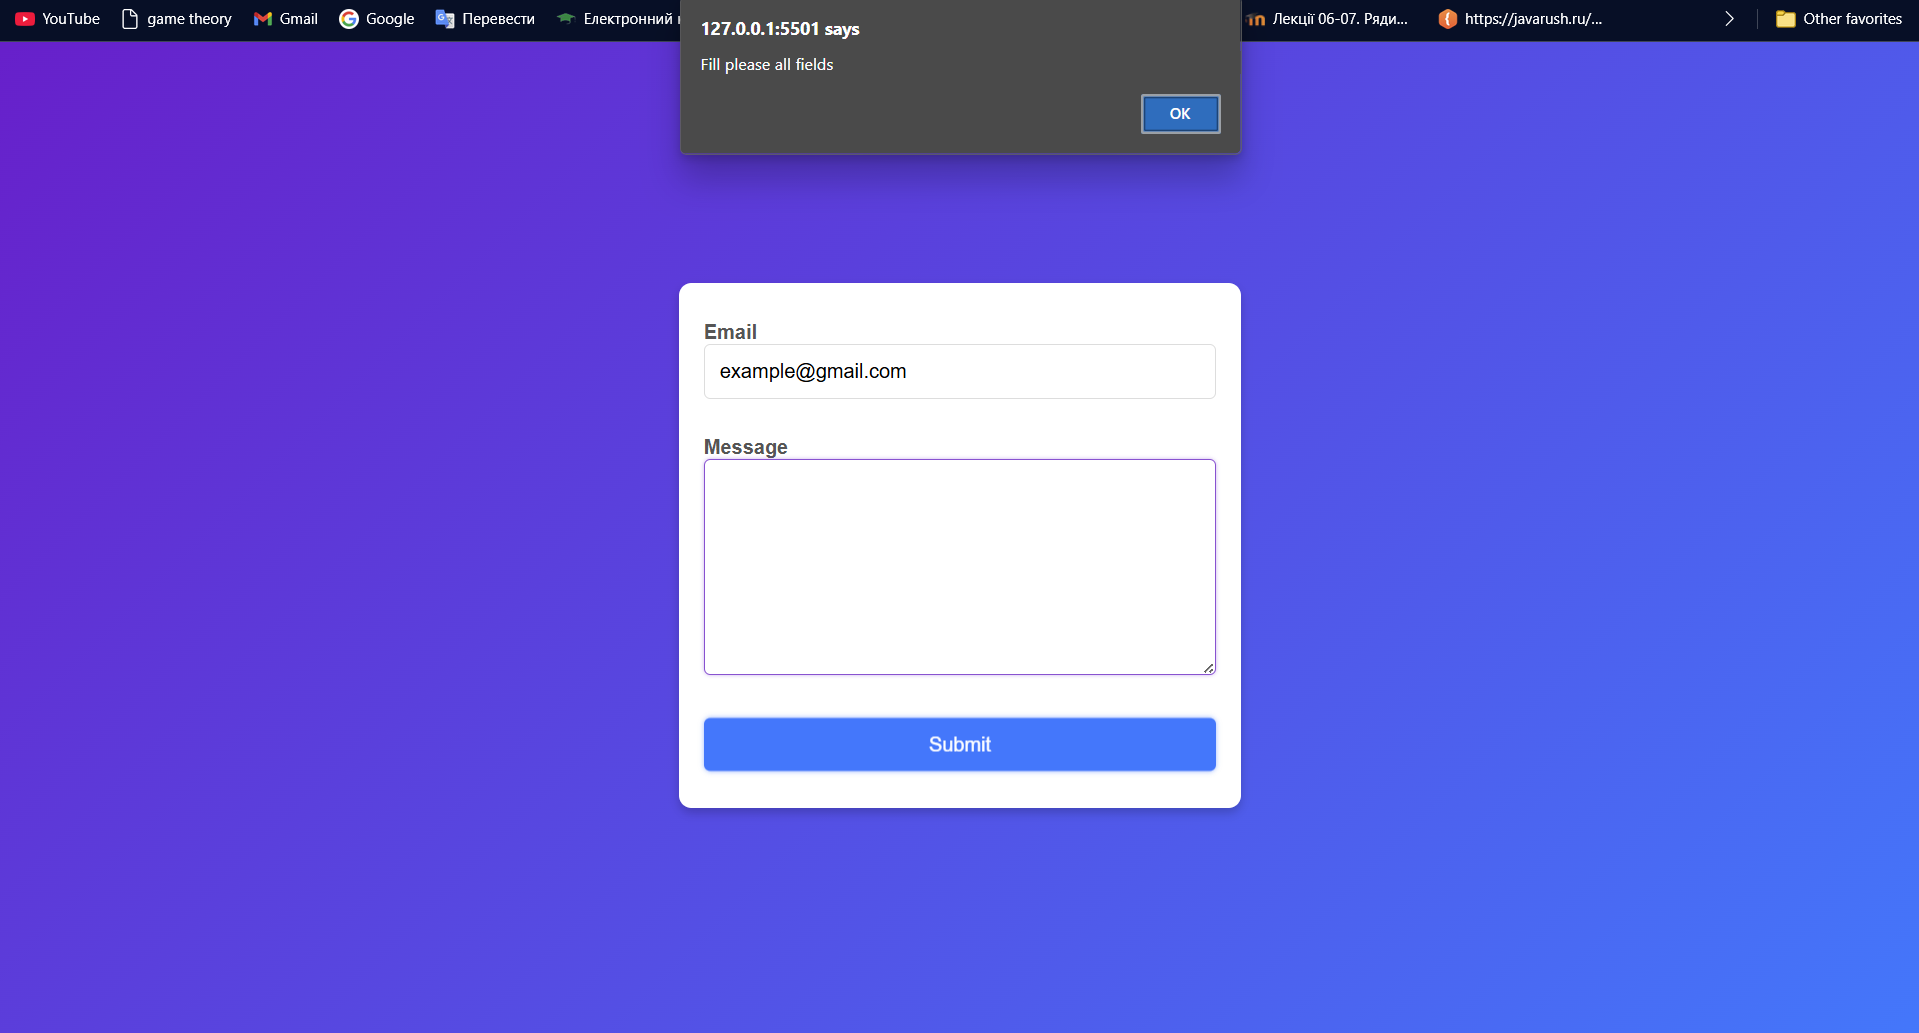 YouTube
game theory
Gmail
Google
Перевести
Електронний
Лекції 06-07. Ряди...
https://javarush.ru/...
Other favorites
127.0.0.1:5501 says
Fill please all fields
OK
Email
example@gmail.com
Message
Submit